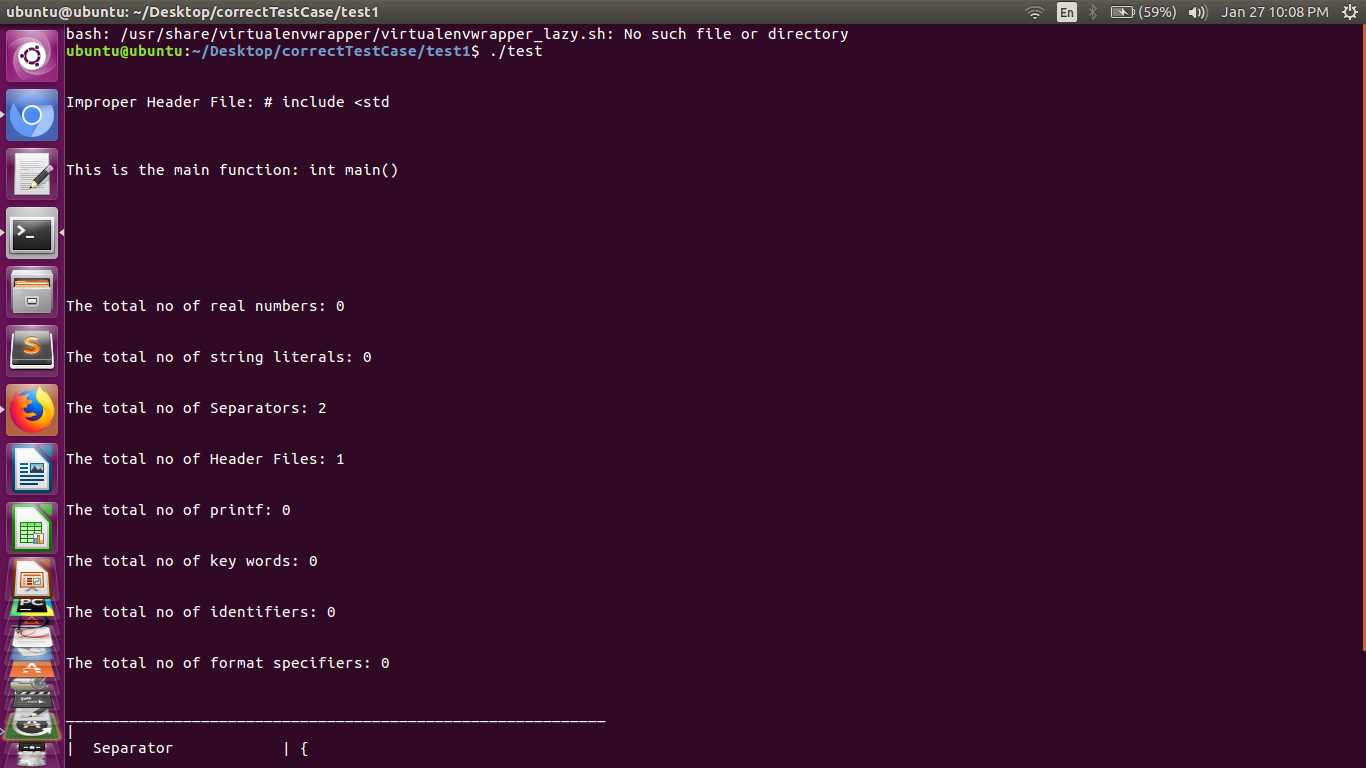 ubuntu@ubuntu: ~/Desktop/correctTestCase/test1
En
(59%)
Jan 27 10:08 PM
bash: /usr/share/virtualenvwrapper/virtualenvwrapper_lazy.sh: No such file or directory
ubuntu@ubuntu:~/Desktop/correctTestCase/test1$ ./test
Improper Header File: # include <std
This is the main function: int main()
The total no of real numbers: 0
The total no of string literals: 0
The total no of Separators: 2
The total no of Header Files: 1
The total no of printf: 0
The total no of key words: 0
The total no of identifiers: 0
The total no of format specifiers: 0
____________________________________________________________
|
| Separator | {
S
PC